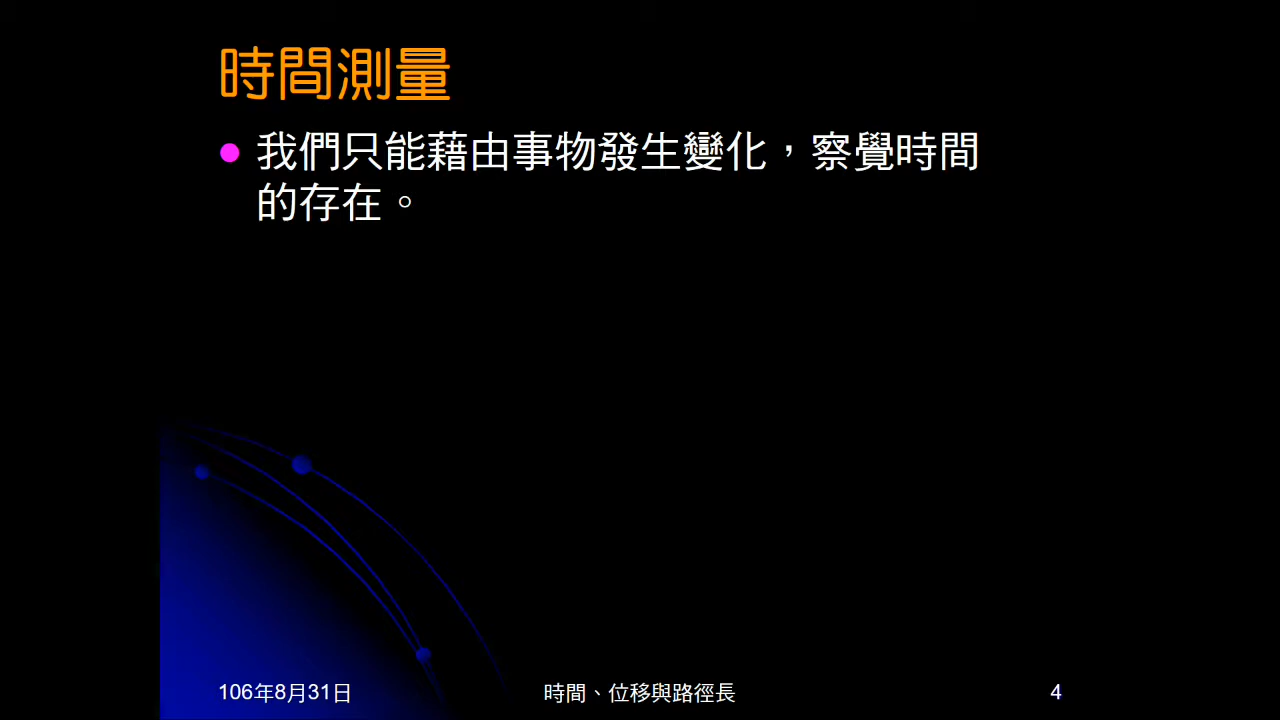 時間測量
我們只能藉由事物發生變化，察覺時間
的存在。
106年8月31日
時間、位移與路徑長
4